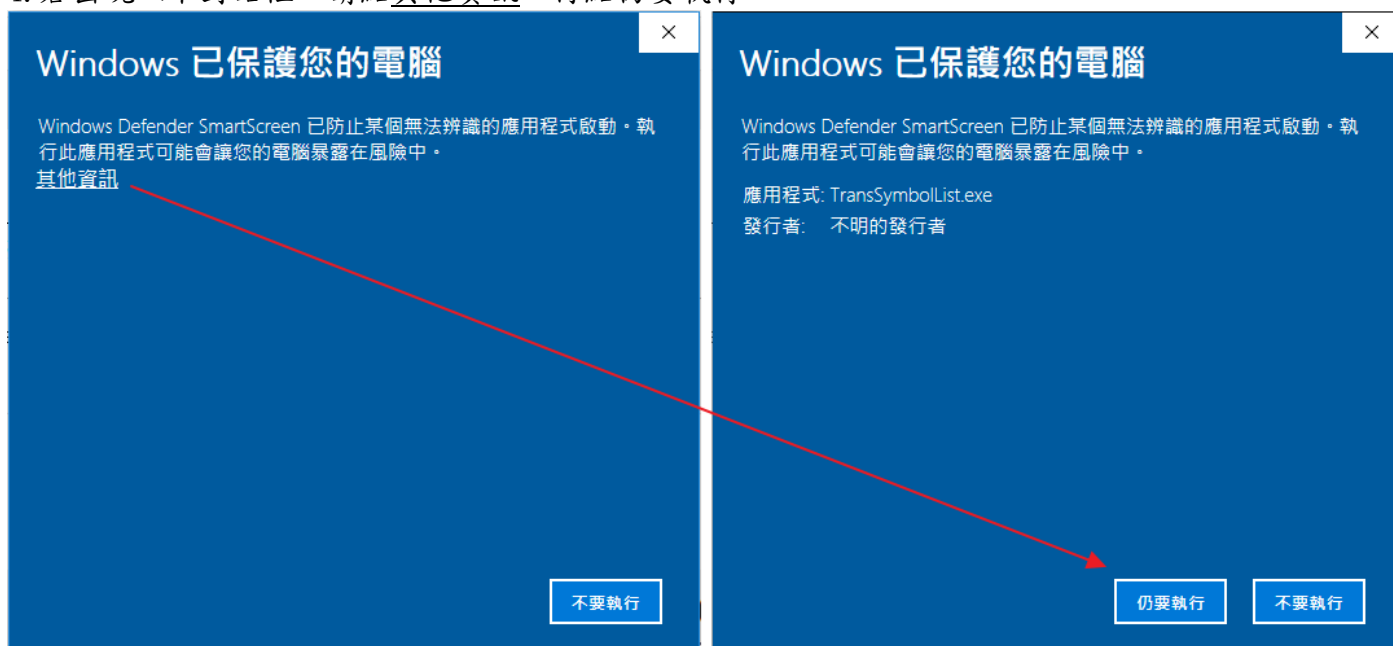 Windows 已保護您的電腦
Windows Defender SmartScreen 已防止某個無法辨識的應用程式啟動。執
行此應用程式可能會讓您的電腦暴露在風險中。
其他資訊
不要執行
Windows 已保護您的電腦
Windows Defender SmartScreen 已防止某個無法辨識的應用程式啟動。執
行此應用程式可能會讓您的電腦暴露在風險中。
應用程式: TransSymbolList.exe
發行者: 不明的發行者
仍要執行
不要執行